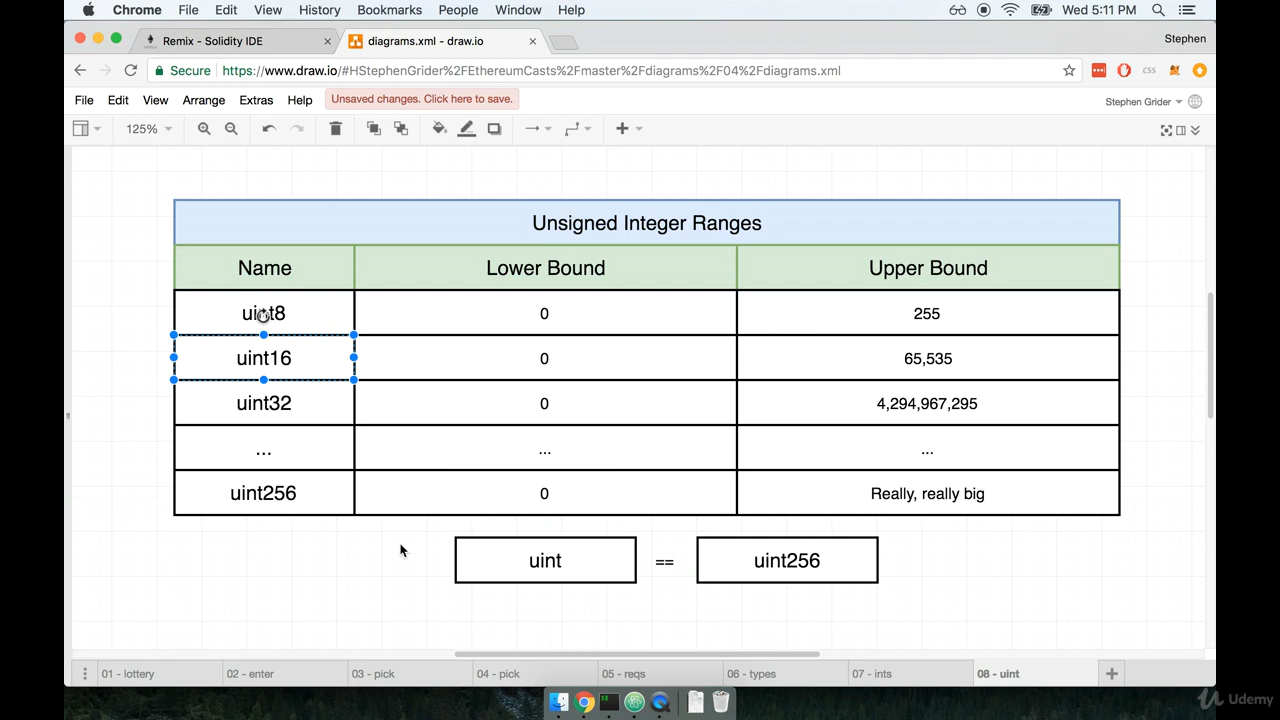 Chrome File Edit View History Bookmarks People Window Help Wed 5:11 PM
Remix - Solidity IDE × diagrams.xml - draw.io × Stephen
Secure https://www.draw.io/#HStephenGrider%2FEthereumCasts%2Fmaster%2Fdiagrams%2F04%2Fdiagrams.xml CSS
File Edit View Arrange Extras Help Unsaved changes. Click here to save. Stephen Grider
125%
Unsigned Integer Ranges
Name Lower Bound Upper Bound
uint8 0 255
uint16 0 65,535
uint32 0 4,294,967,295
... ... ...
uint256 0 Really, really big
uint == uint256
01 - lottery 02 - enter 03 - pick 04 - pick 05 - reqs 06 - types 07 - ints 08 - uint
Udemy